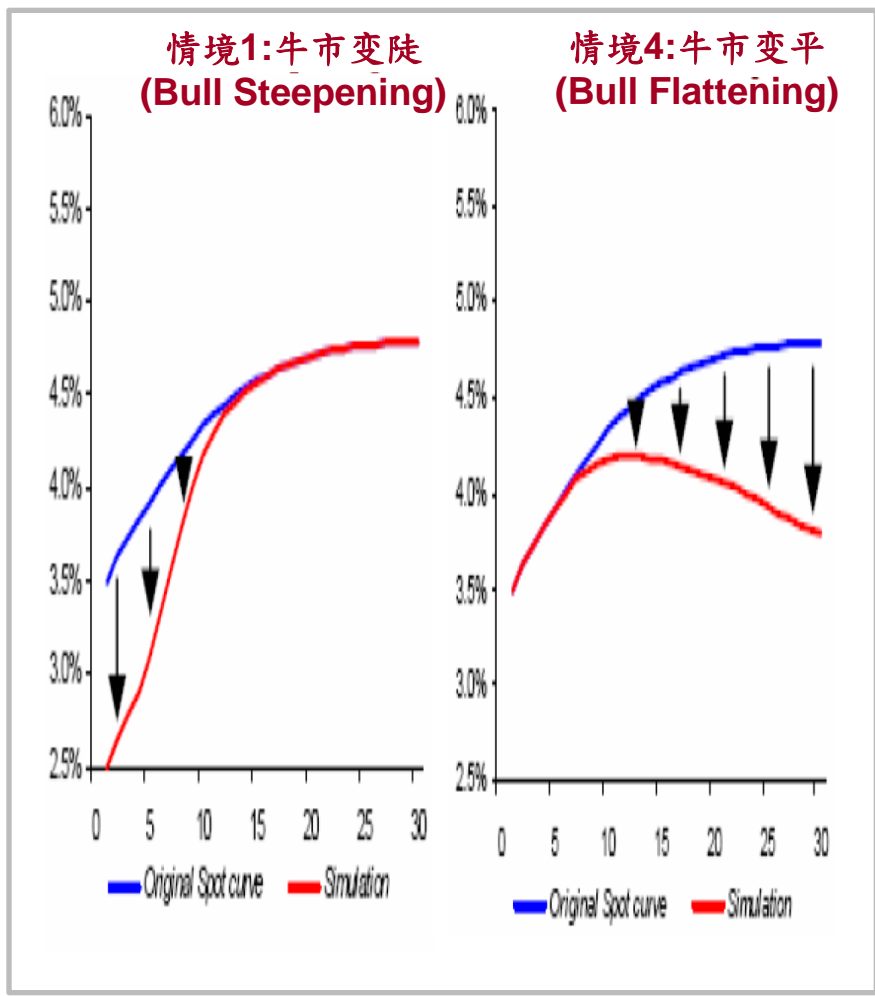 情境1:牛市变陡
(Bull Steepening)
6.0%
5.5%
5.0%
4.5%
4.0%
3.5%
3.0%
2.5%
0 5 10 15 20 25 30
Original Spot curve Simulation
情境4:牛市变平
(Bull Flattening)
6.0%
5.5%
5.0%
4.5%
4.0%
3.5%
3.0%
2.5%
0 5 10 15 20 25 30
Original Spot curve Simulation